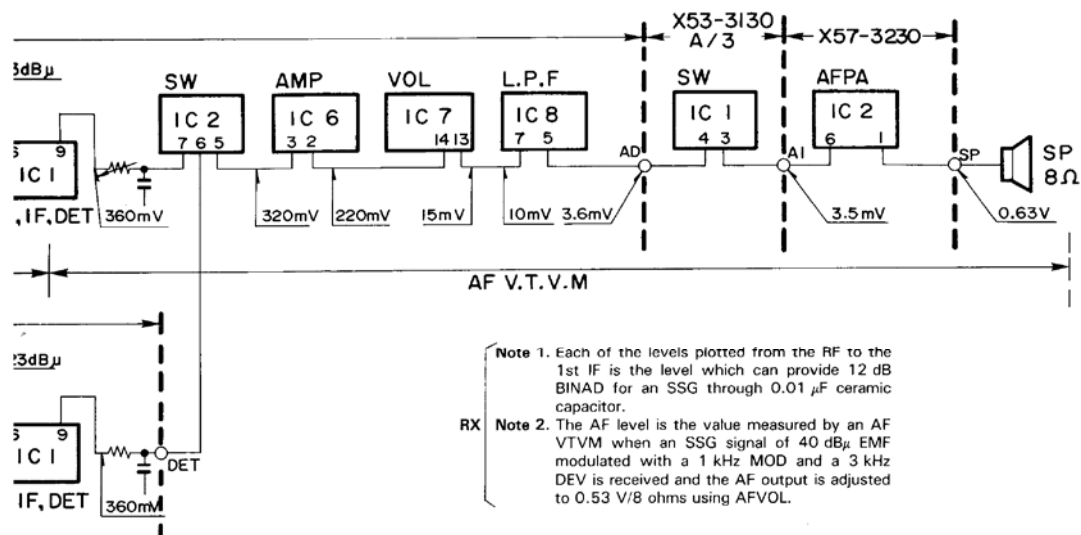 X53-3130
A/3
X57-3230
3dBμ
SW
AMP
VOL
L.P.F
SW
AFPA
IC 2
7 6 5
IC 6
3 2
IC 7
14 13
IC 8
7 5
IC 1
4 3
IC 2
6 1
9
IC 1
, IF, DET
AD
AI
SP
SP
8Ω
360mV
320mV
220mV
15mV
10mV
3.6mV
3.5mV
0.63V
AF V.T.V.M
23dBμ
9
IC 1
IF, DET
DET
360mV
RX
Note 1. Each of the levels plotted from the RF to the
1st IF is the level which can provide 12 dB
BINAD for an SSG through 0.01 μF ceramic
capacitor.
Note 2. The AF level is the value measured by an AF
VTVM when an SSG signal of 40 dBμ EMF
modulated with a 1 kHz MOD and a 3 kHz
DEV is received and the AF output is adjusted
to 0.53 V/8 ohms using AFVOL.